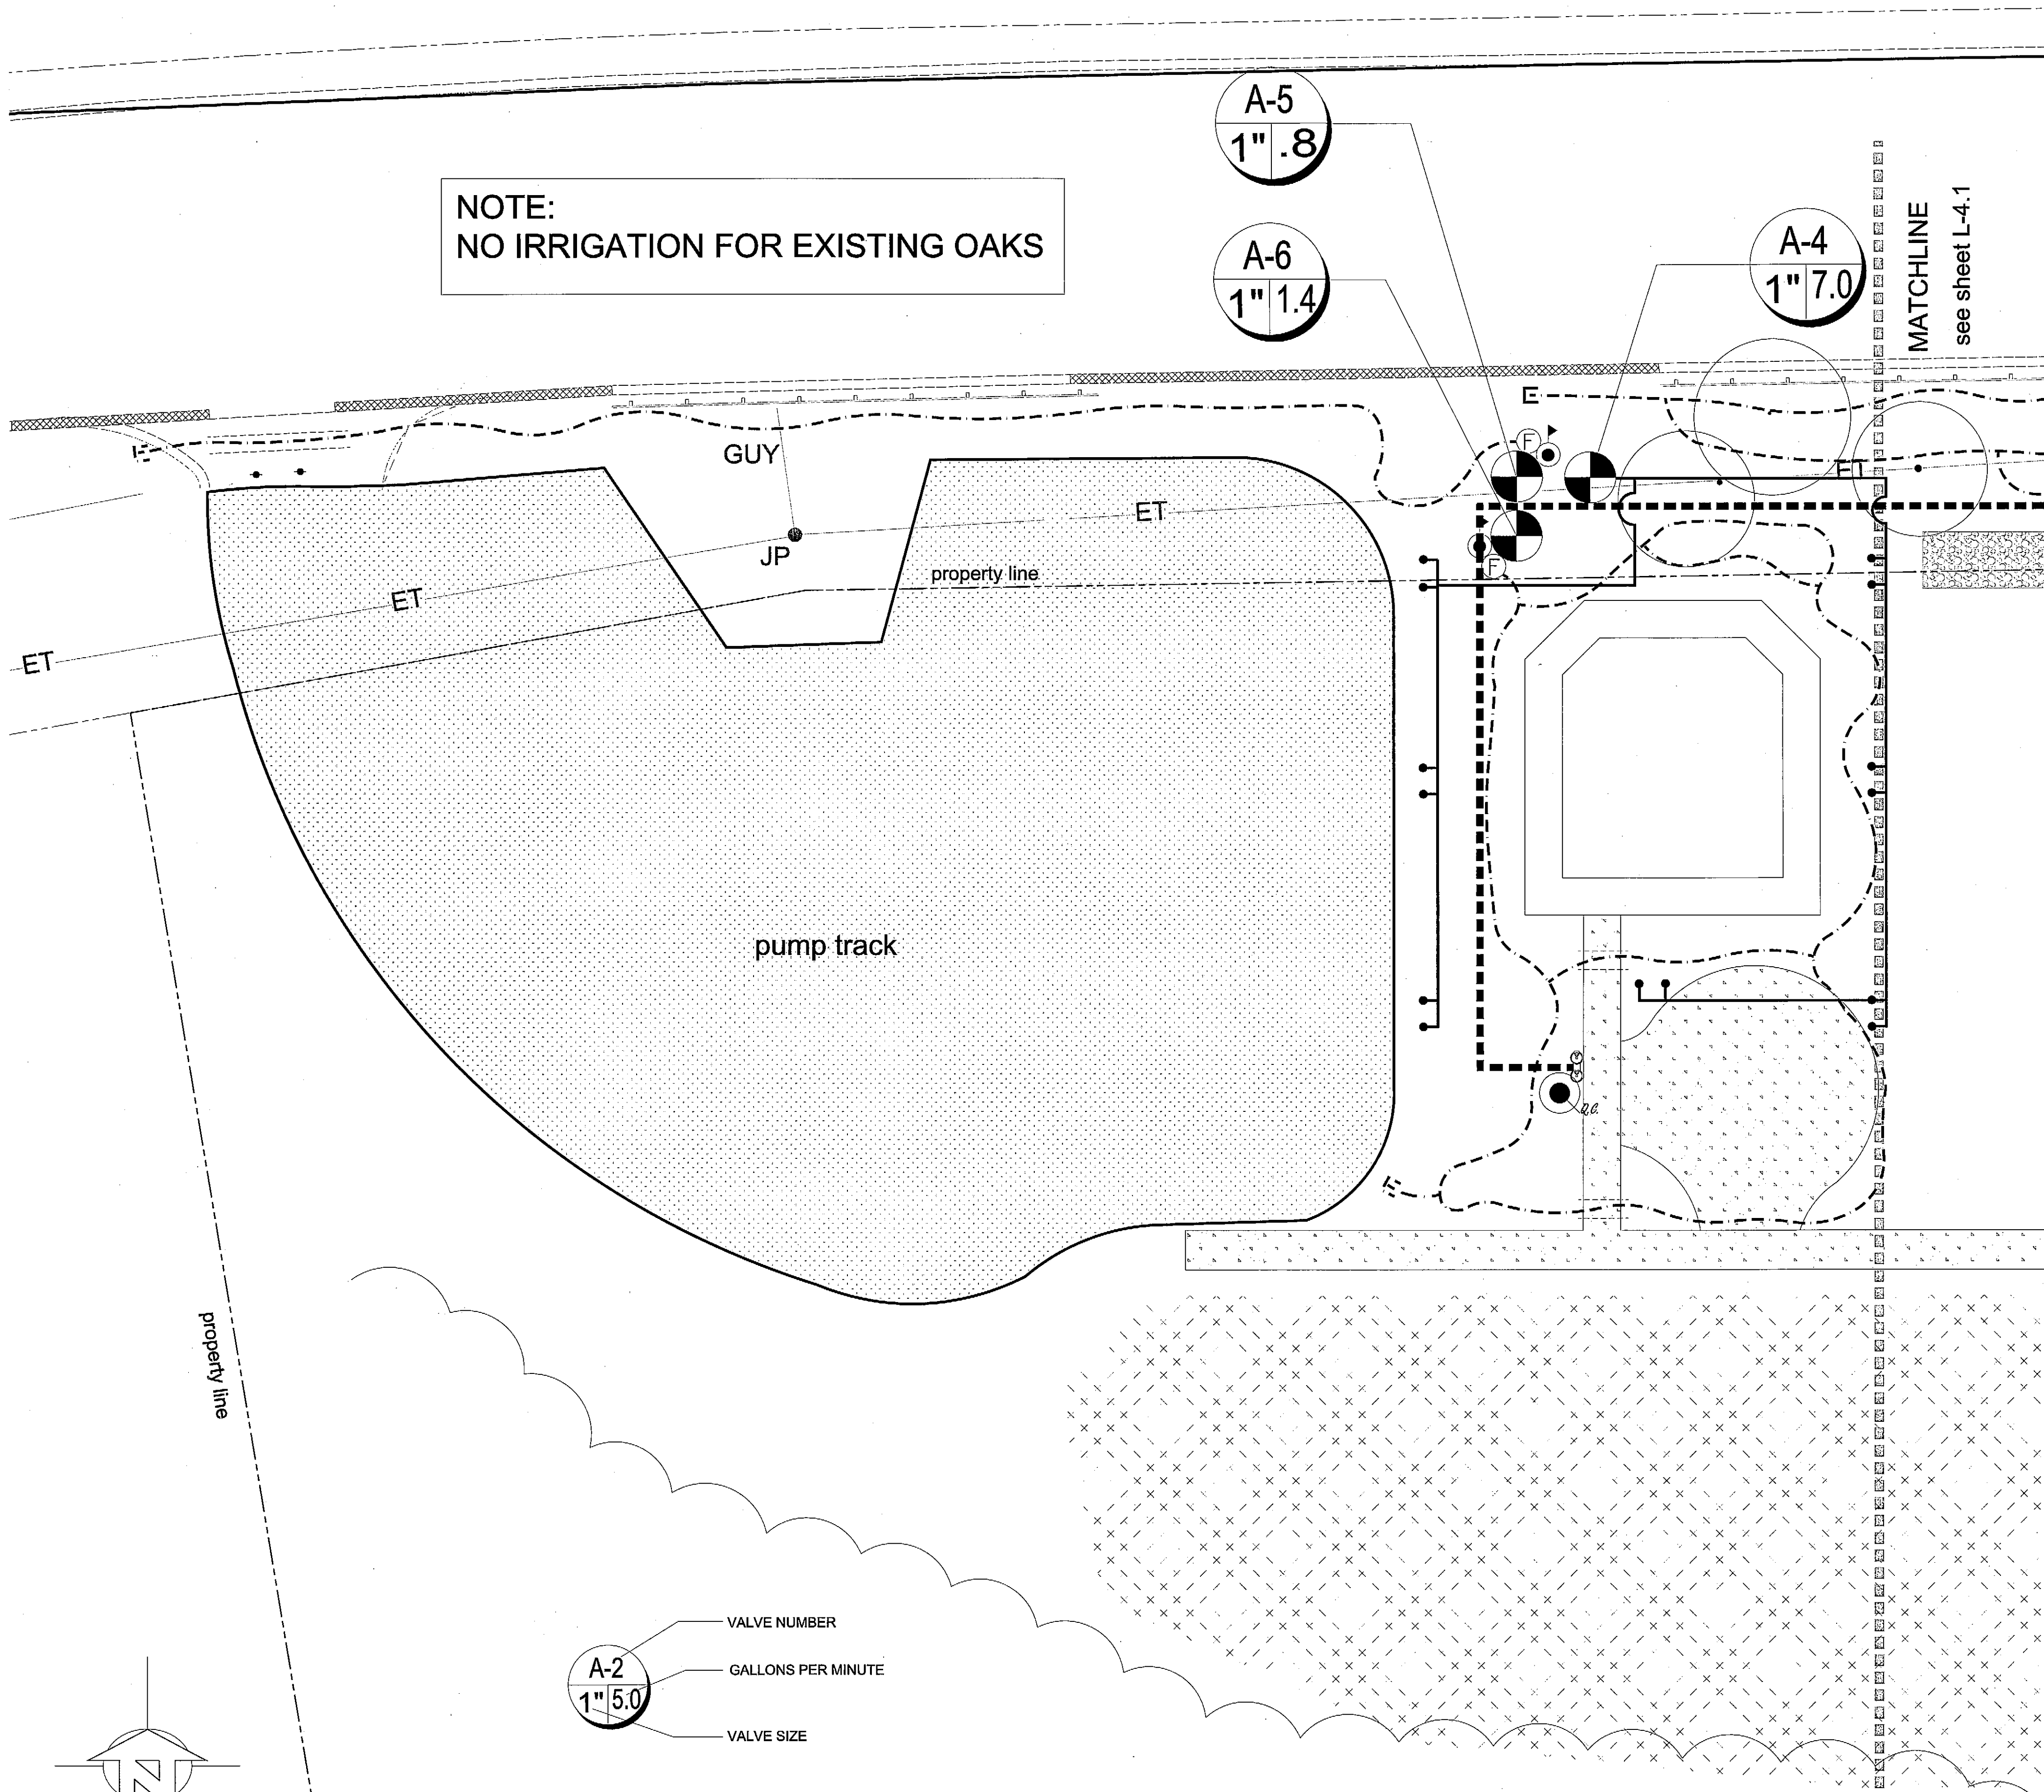 A-5
1" .8
NOTE:
NO IRRIGATION FOR EXISTING OAKS
A-6
1" 1.4
A-4
1" 7.0
MATCHLINE
see sheet L-4.1
GUY
F
ET
JP
ET
property line
F
ET
ET
pump track
Q.C.
property line
VALVE NUMBER
A-2
GALLONS PER MINUTE
1" 5.0
VALVE SIZE
N